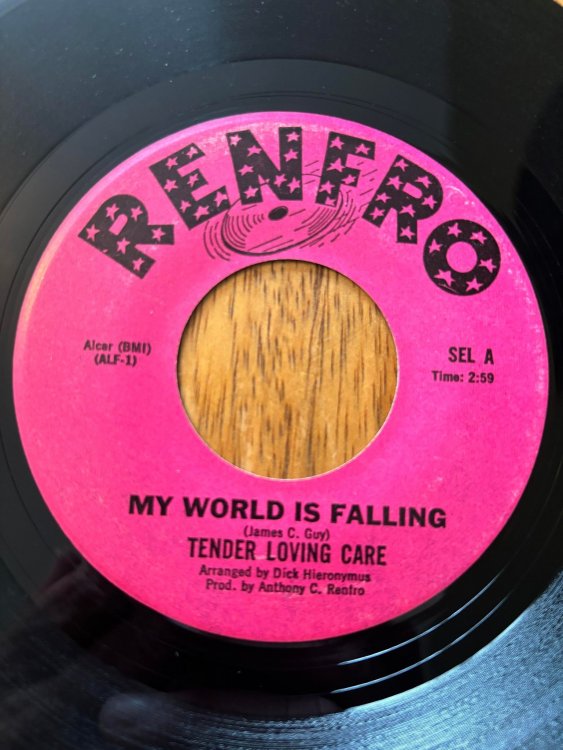 RENFRO
Alcar (BMI)
(ALF-1)
SEL A
Time: 2:59
MY WORLD IS FALLING
(James C. Guy)
TENDER LOVING CARE
Arranged by Dick Hieronymus
Prod. by Anthony C. Renfro